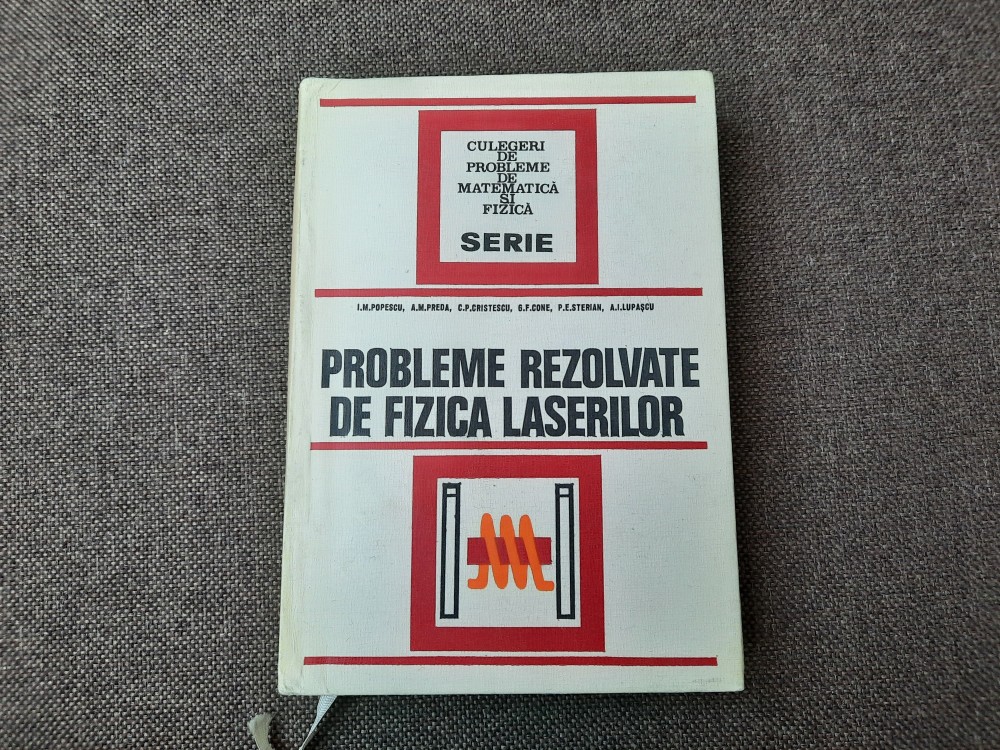 CULEGERI
DE
PROBLEME
DE
MATEMATICĂ
ŞI
FIZICĂ
SERIE
I.M.POPESCU, A.M.PREDA, C.P.CRISTESCU, G.F.CONE, P.E.STERIAN, A.I.LUPAŞCU
PROBLEME REZOLVATE
DE FIZICA LASERILOR